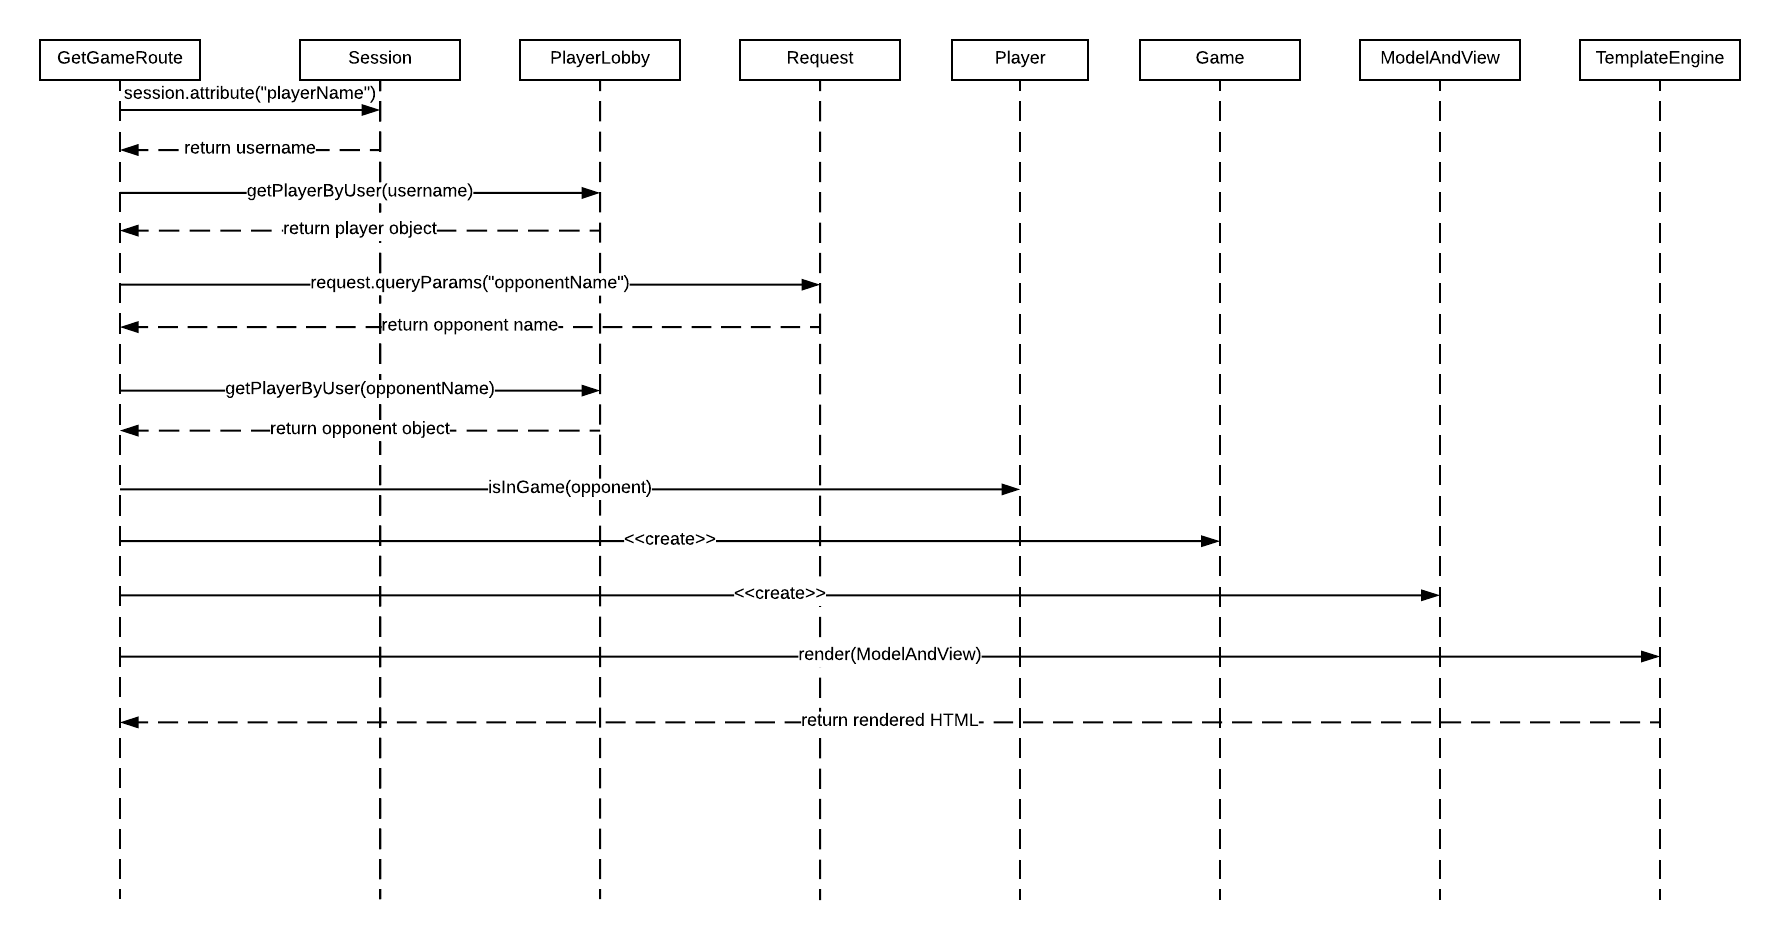 GetGameRoute
Session
PlayerLobby
Request
Player
Game
ModelAndView
TemplateEngine
session.attribute("playerName")
return username
getPlayerByUser(username)
return player object
request.queryParams("opponentName")
return opponent name
getPlayerByUser(opponentName)
return opponent object
isInGame(opponent)
<<create>>
<<create>>
render(ModelAndView)
return rendered HTML